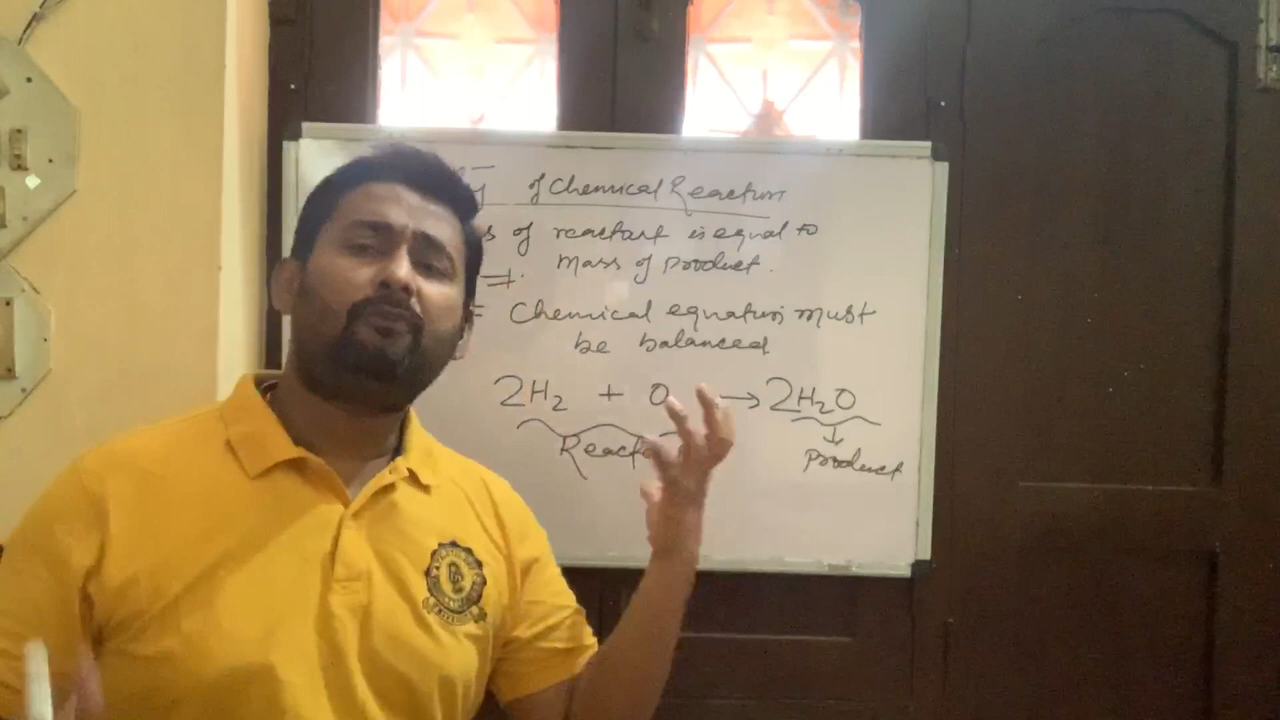 of Chemical Reaction
of reactant is equal to
Mass of product.
Chemical equation must
be balanced
2H₂ + O → 2H₂O
product